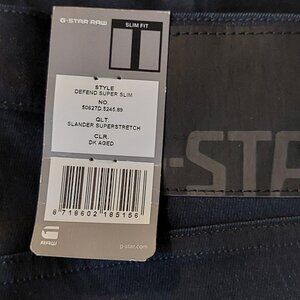 G-STAR RAW
SLIM FIT
STYLE
DEFEND SUPER SLIM
NO.
50627D.5245.89
QLT.
SLANDER SUPERSTRETCH
CLR.
DK AGED
8 718602 185156
RAW
g-star.com
-STA